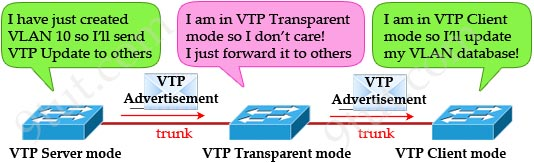 I have just created
VLAN 10 so I'll send
VTP Update to others
I am in VTP Transparent
mode so I don't care!
I just forward it to others
I am in VTP Client
mode so I'll update
my VLAN database!
VTP
Advertisement
VTP
Advertisement
trunk
trunk
VTP Server mode
VTP Transparent mode
VTP Client mode